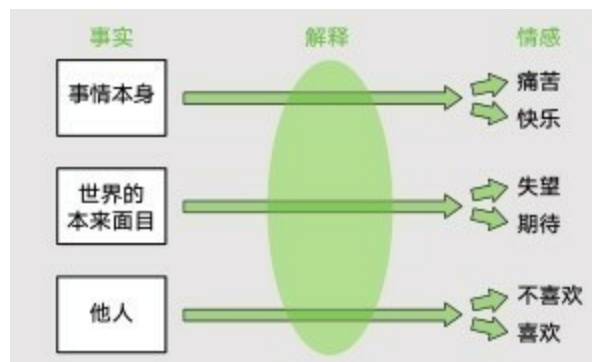 事实
解释
情感
事情本身
痛苦
快乐
世界的
本来面目
失望
期待
他人
不喜欢
喜欢